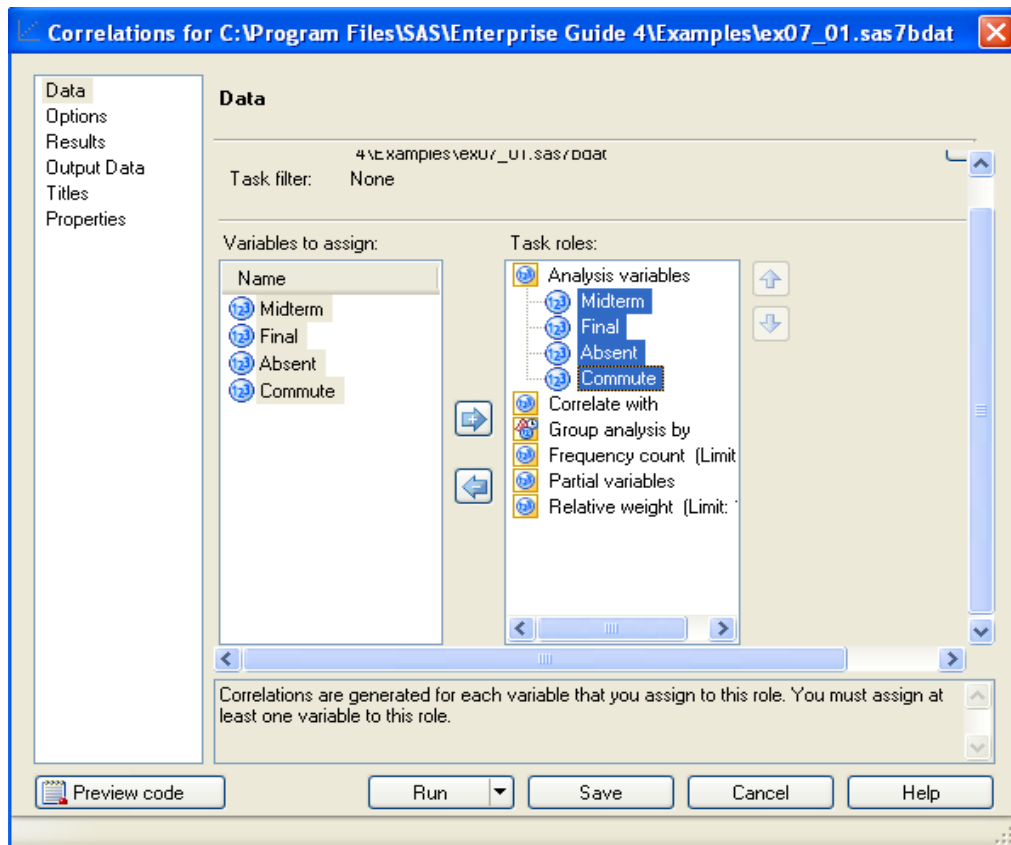 Correlations for C:\Program Files\SAS\Enterprise Guide 4\Examples\ex07_01.sas7bdat
Data
Options
Results
Output Data
Titles
Properties
Data
4\Examples\ex07_01.sas7bdat
Task filter: None
Variables to assign:
Name
Midterm
Final
Absent
Commute
Task roles:
Analysis variables
Midterm
Final
Absent
Commute
Correlate with
Group analysis by
Frequency count (Limit
Partial variables
Relative weight (Limit:
Correlations are generated for each variable that you assign to this role. You must assign at
least one variable to this role.
Preview code
Run
Save
Cancel
Help